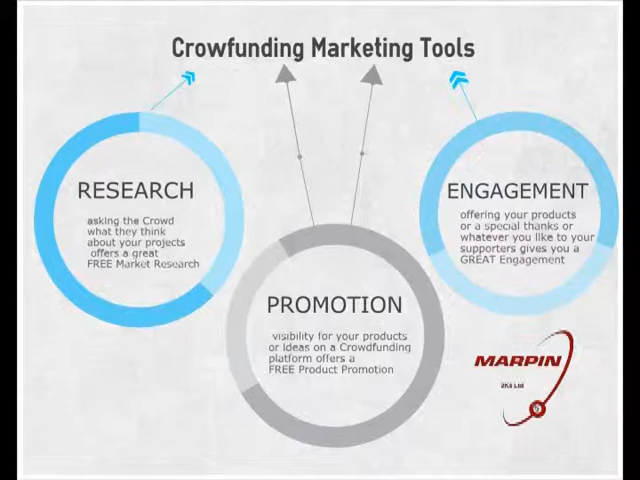 Crowfunding Marketing Tools
RESEARCH
asking the Crowd
what they think
about your projects
offers a great
FREE Market Research
PROMOTION
visibility for your products
or ideas on a Crowdfunding
platform offers a
FREE Product Promotion
ENGAGEMENT
offering your products
or a special thanks or
whatever you like to your
supporters gives you a
GREAT Engagement
MARPIN
2K4 Ltd